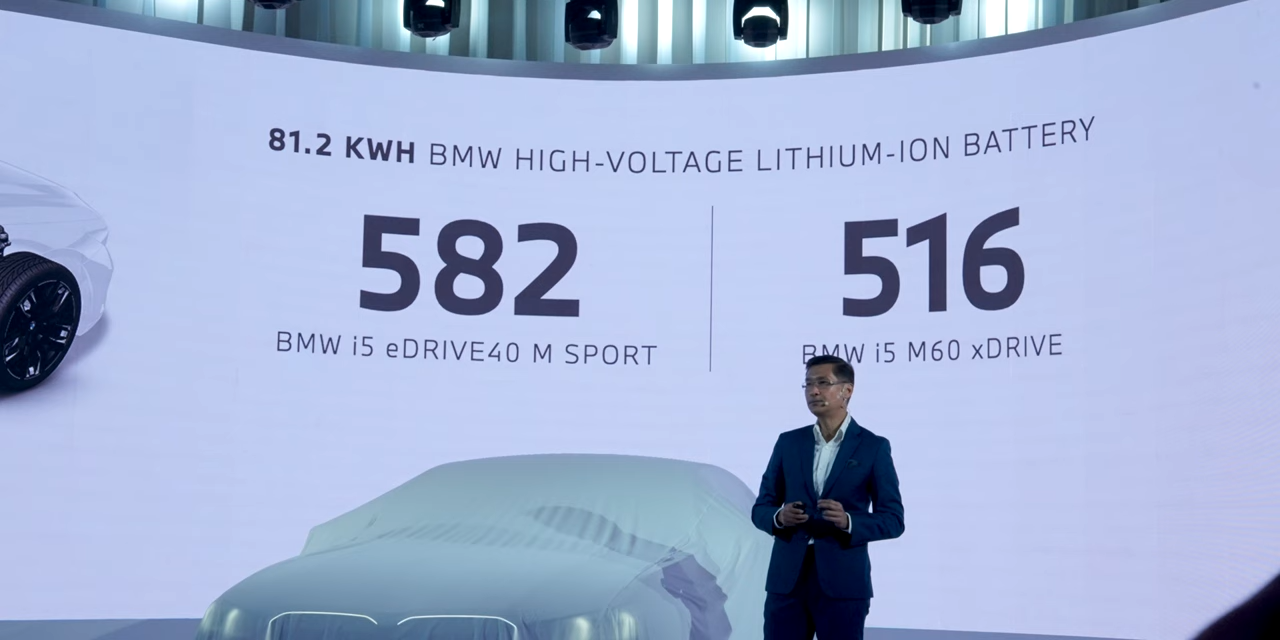 81.2 KWH BMW HIGH-VOLTAGE LITHIUM-ION BATTERY
582
BMW i5 eDRIVE40 M SPORT
516
BMW i5 M60 xDRIVE